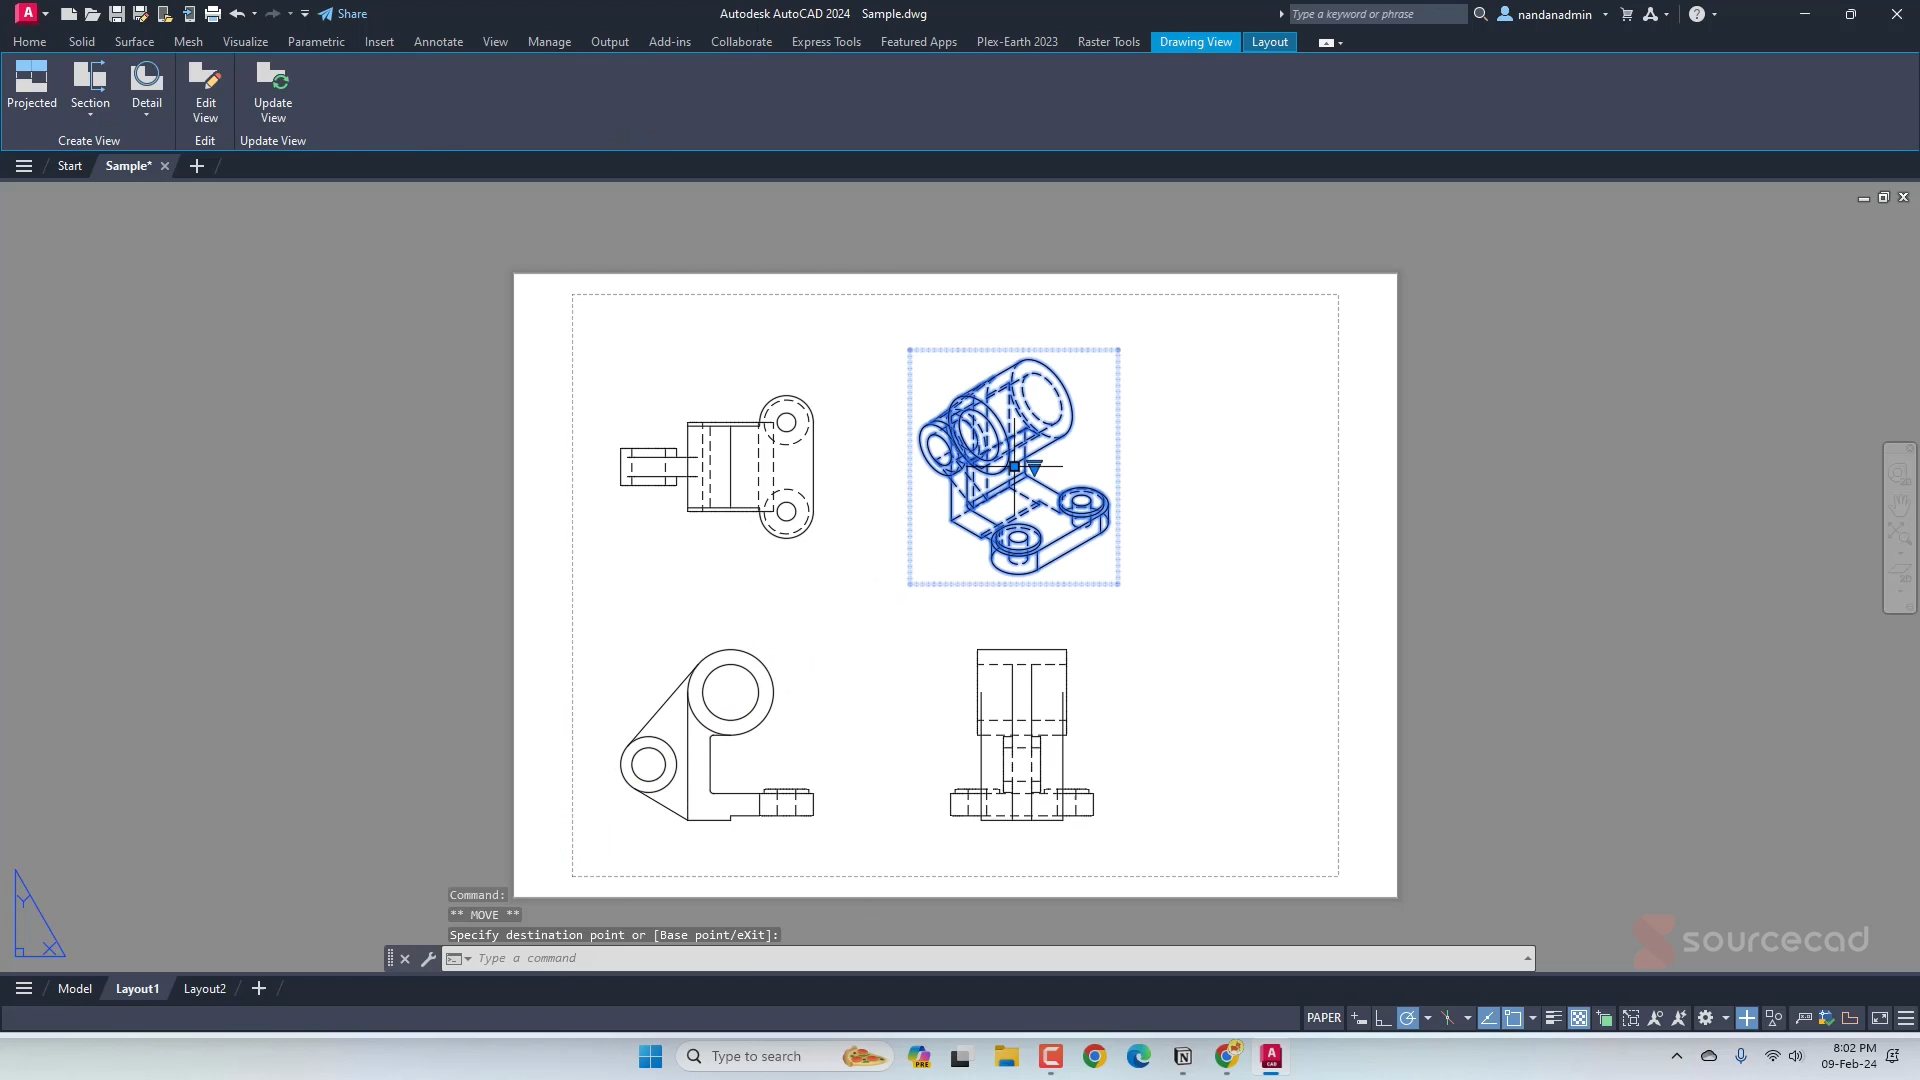 Share
Autodesk AutoCAD 2024 Sample.dwg
Type a keyword or phrase
nandanadmin
Home Solid Surface Mesh Visualize Parametric Insert Annotate View Manage Output Add-ins Collaborate Express Tools Featured Apps Plex-Earth 2023 Raster Tools Drawing View Layout
Projected Section Detail Edit View Update View
Create View Edit Update View
Start Sample*
Command:
** MOVE **
Specify destination point or [Base point/eXit]:
Type a command
Y
X
sourcecad
Model Layout1 Layout2
PAPER
Type to search
PRE
8:02 PM
09-Feb-24